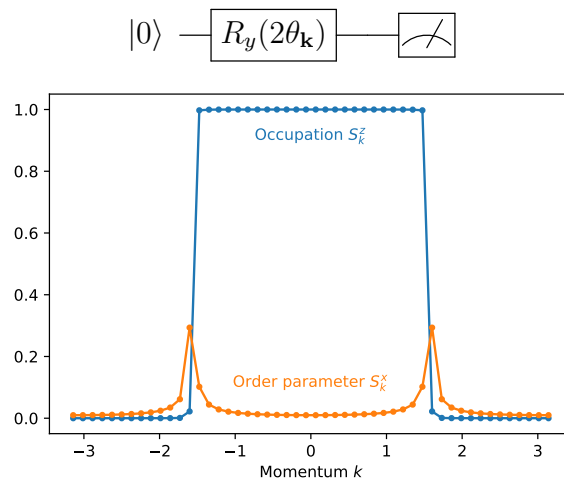 |0⟩ R_y(2θ_k)
1.0
Occupation S_k^z
0.8
0.6
0.4
0.2
Order parameter S_k^x
0.0
−3 −2 −1 0 1 2 3
Momentum k